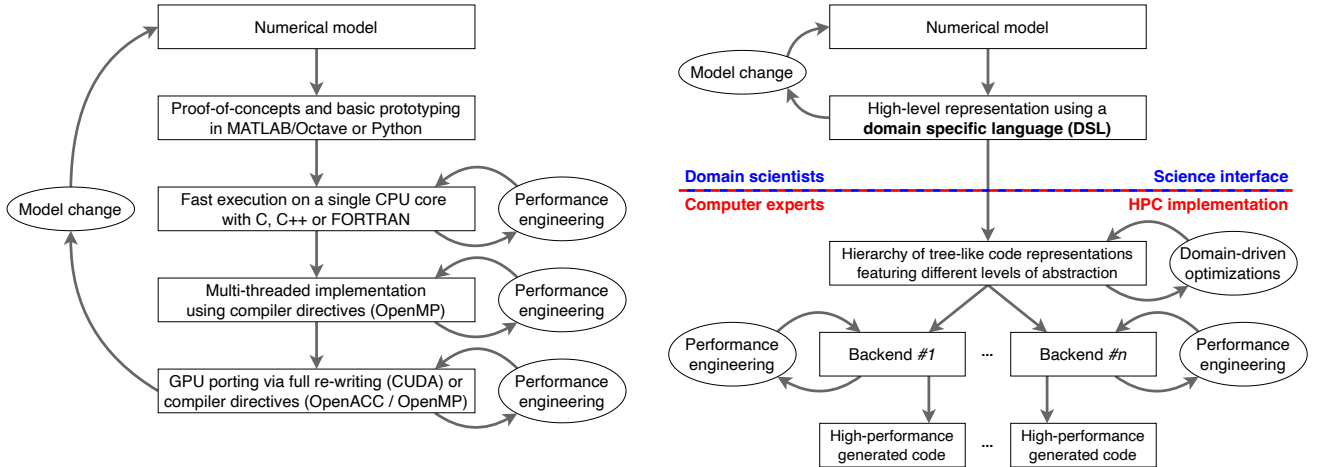 Numerical model
Proof-of-concepts and basic prototyping
in MATLAB/Octave or Python
Fast execution on a single CPU core
with C, C++ or FORTRAN
Performance
engineering
Model change
Multi-threaded implementation
using compiler directives (OpenMP)
Performance
engineering
GPU porting via full re-writing (CUDA) or
compiler directives (OpenACC / OpenMP)
Performance
engineering
Numerical model
Model change
High-level representation using a
domain specific language (DSL)
Domain scientists
Science interface
Computer experts
HPC implementation
Hierarchy of tree-like code representations
featuring different levels of abstraction
Domain-driven
optimizations
Performance
engineering
Backend #1
...
Backend #n
Performance
engineering
High-performance
generated code
...
High-performance
generated code